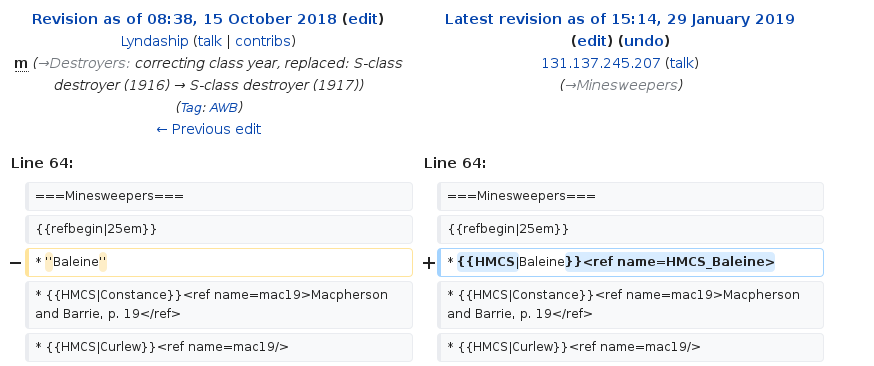 Revision as of 08:38, 15 October 2018 (edit)
Lyndaship (talk | contribs)
m (→Destroyers: correcting class year, replaced: S-class
destroyer (1916) → S-class destroyer (1917))
(Tag: AWB)
← Previous edit
Latest revision as of 15:14, 29 January 2019
(edit) (undo)
131.137.245.207 (talk)
(→Minesweepers)
Line 64:
Line 64:
===Minesweepers===
===Minesweepers===
{{refbegin|25em}}
{{refbegin|25em}}
− * ''Baleine''
+ * {{HMCS|Baleine}}<ref name=HMCS_Baleine>
* {{HMCS|Constance}}<ref name=mac19>Macpherson
and Barrie, p. 19</ref>
* {{HMCS|Constance}}<ref name=mac19>Macpherson
and Barrie, p. 19</ref>
* {{HMCS|Curlew}}<ref name=mac19/>
* {{HMCS|Curlew}}<ref name=mac19/>